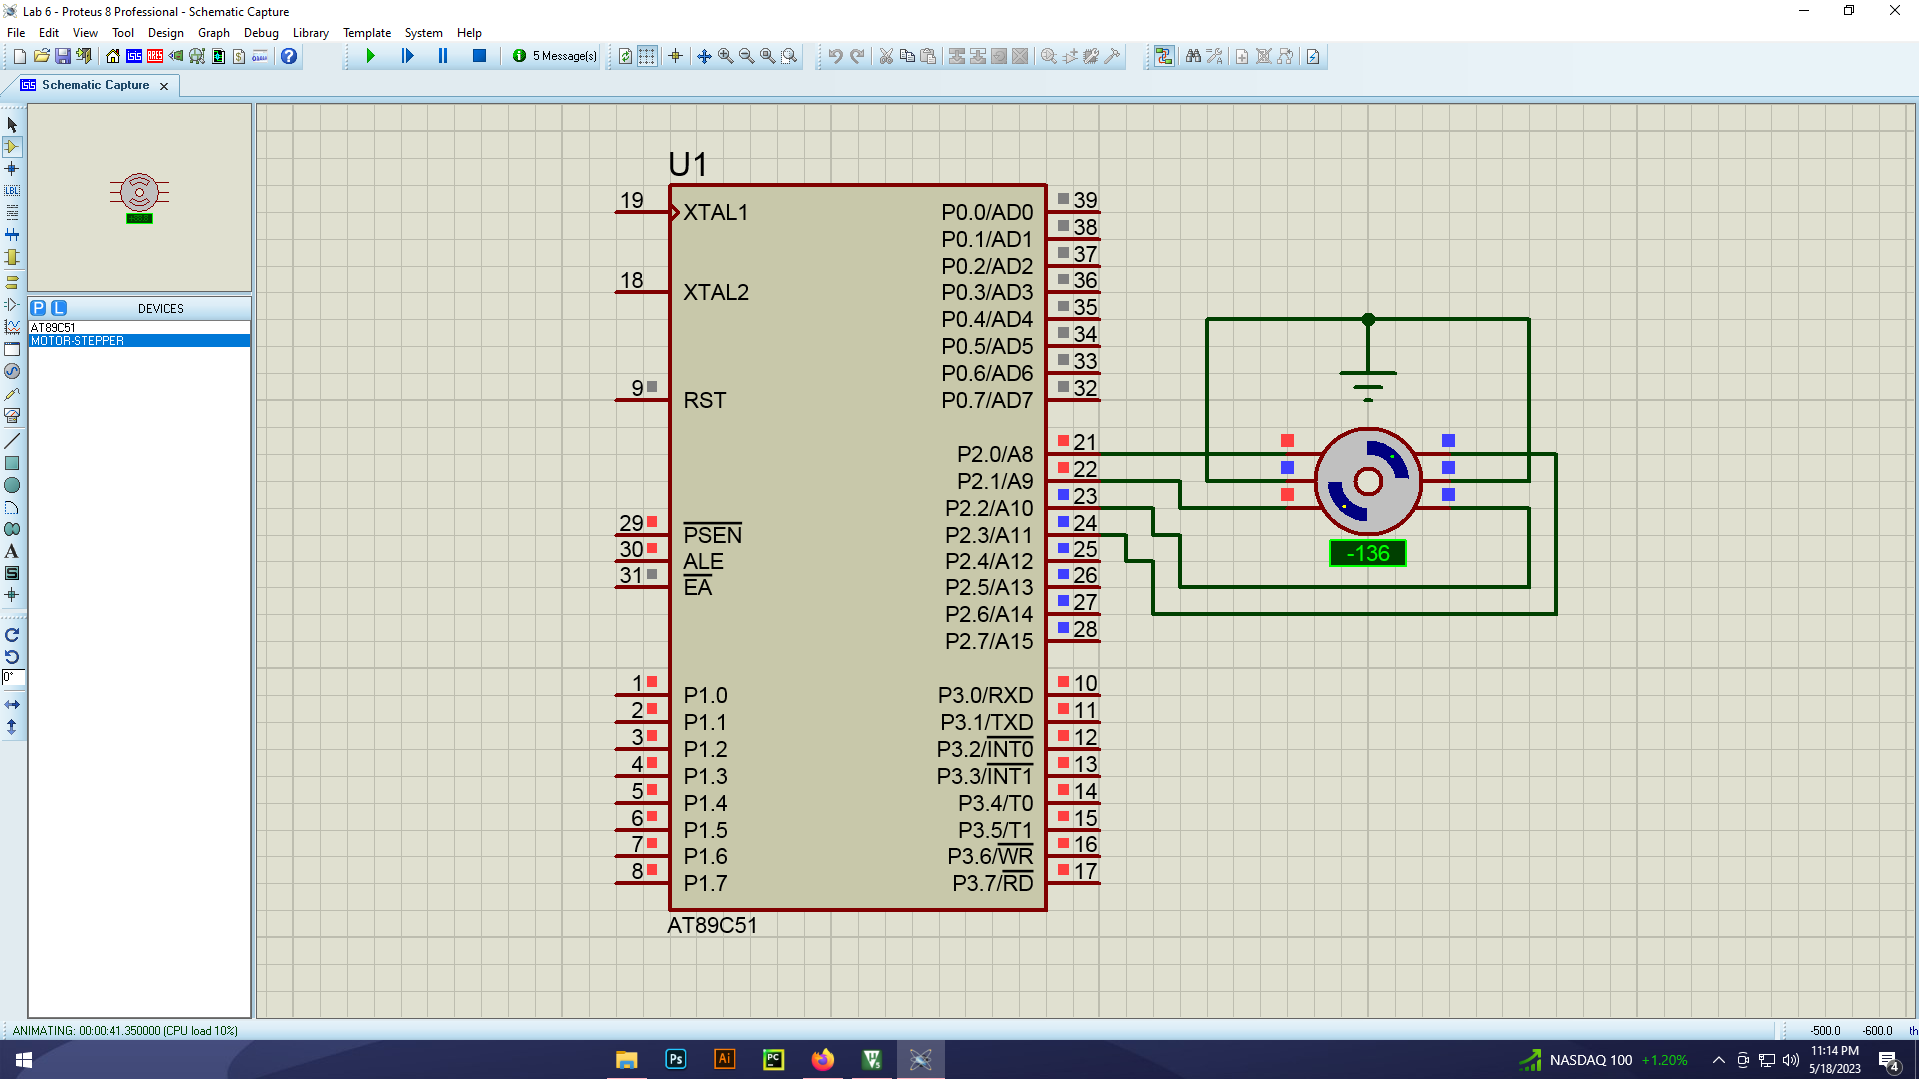 Lab 6 - Proteus 8 Professional - Schematic Capture
File Edit View Tool Design Graph Debug Library Template System Help
5 Message(s)
Schematic Capture
P L DEVICES
AT89C51
MOTOR-STEPPER
LBL
A
0°
U1
19 XTAL1
18 XTAL2
9 RST
29 PSEN
30 ALE
31 EA
1 P1.0
2 P1.1
3 P1.2
4 P1.3
5 P1.4
6 P1.5
7 P1.6
8 P1.7
P0.0/AD0 39
P0.1/AD1 38
P0.2/AD2 37
P0.3/AD3 36
P0.4/AD4 35
P0.5/AD5 34
P0.6/AD6 33
P0.7/AD7 32
P2.0/A8 21
P2.1/A9 22
P2.2/A10 23
P2.3/A11 24
P2.4/A12 25
P2.5/A13 26
P2.6/A14 27
P2.7/A15 28
P3.0/RXD 10
P3.1/TXD 11
P3.2/INT0 12
P3.3/INT1 13
P3.4/T0 14
P3.5/T1 15
P3.6/WR 16
P3.7/RD 17
AT89C51
-136
ANIMATING: 00:00:41.350000 (CPU load 10%)
-500.0 -600.0 th
Ps Ai PC
NASDAQ 100 +1.20%
11:14 PM
5/18/2023
4